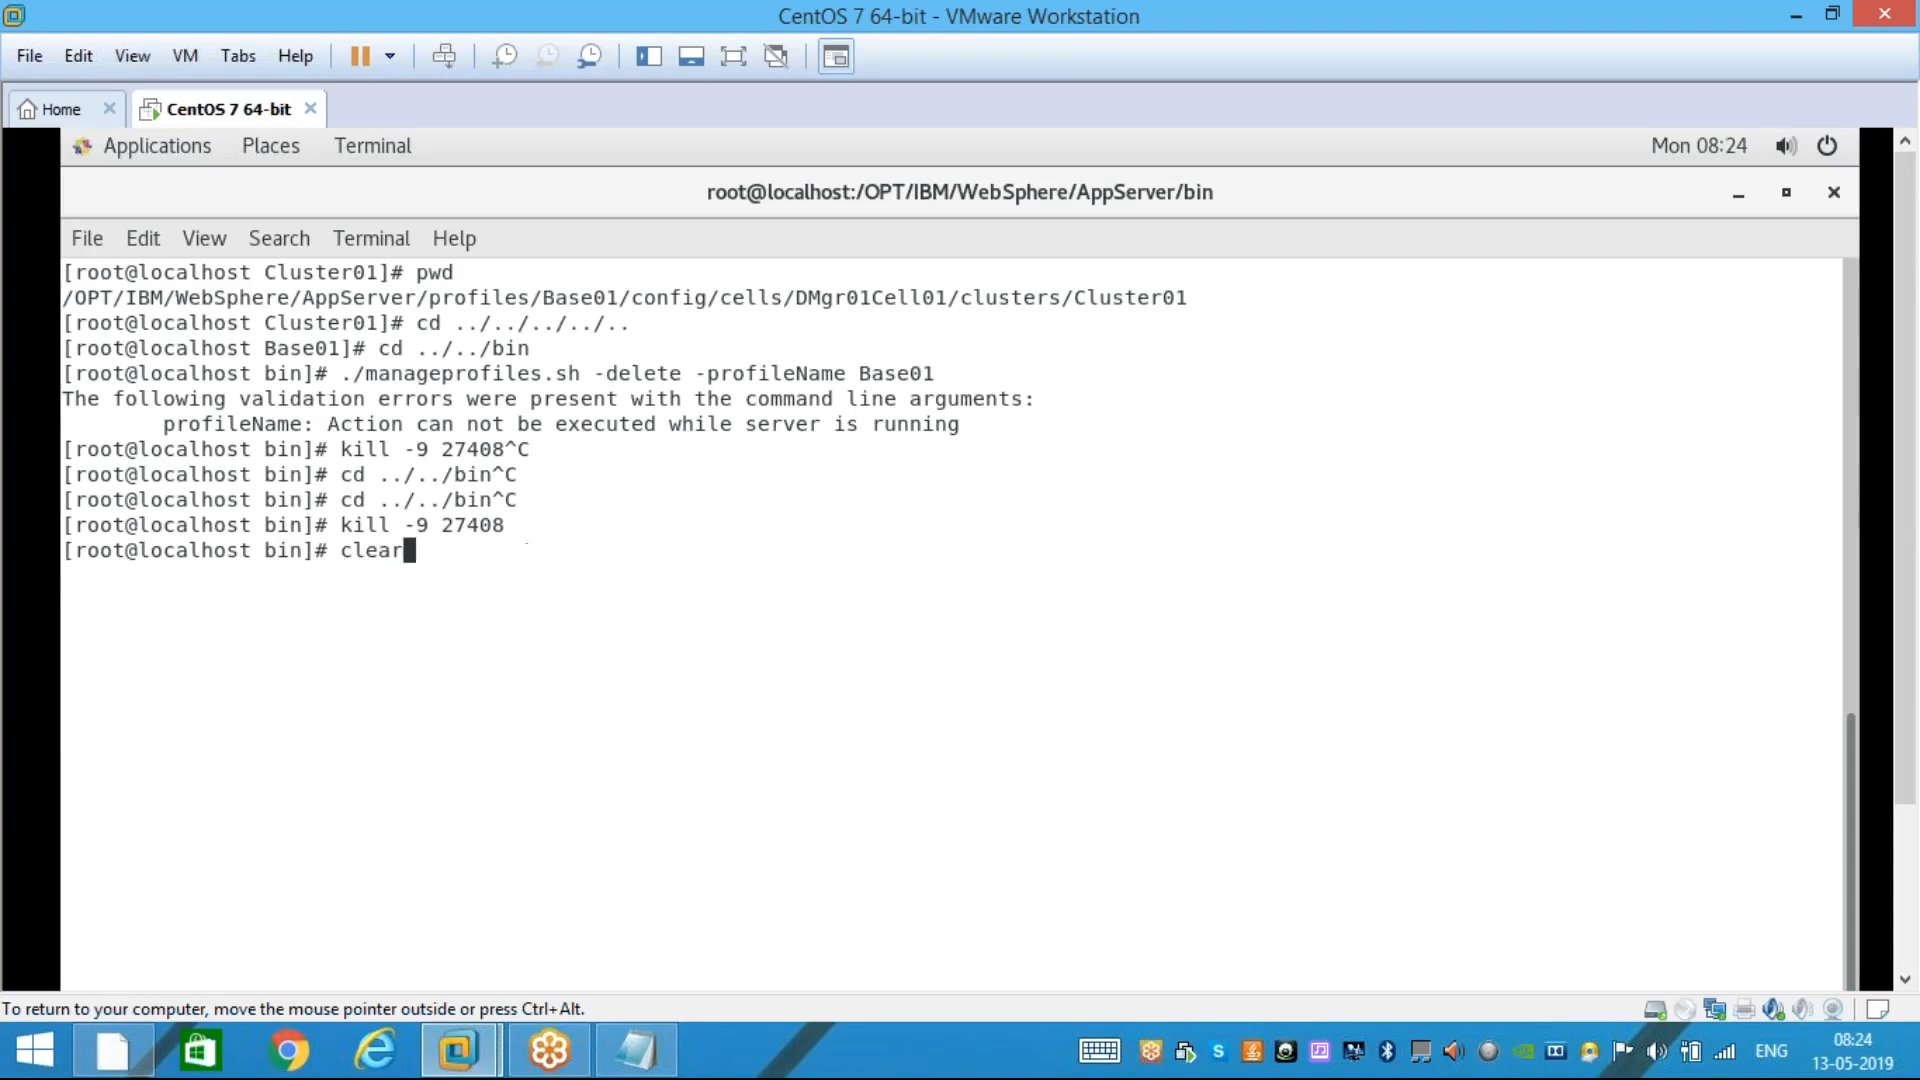 CentOS 7 64-bit - VMware Workstation
File Edit View VM Tabs Help
Home
CentOS 7 64-bit
Applications Places Terminal Mon 08:24
root@localhost:/OPT/IBM/WebSphere/AppServer/bin
File Edit View Search Terminal Help
[root@localhost Cluster01]# pwd
/OPT/IBM/WebSphere/AppServer/profiles/Base01/config/cells/DMgr01Cell01/clusters/Cluster01
[root@localhost Cluster01]# cd ../../../../..
[root@localhost Base01]# cd ../../bin
[root@localhost bin]# ./manageprofiles.sh -delete -profileName Base01
The following validation errors were present with the command line arguments:
profileName: Action can not be executed while server is running
[root@localhost bin]# kill -9 27408^C
[root@localhost bin]# cd ../../bin^C
[root@localhost bin]# cd ../../bin^C
[root@localhost bin]# kill -9 27408
[root@localhost bin]# clear
To return to your computer, move the mouse pointer outside or press Ctrl+Alt.
ENG
08:24
13-05-2019